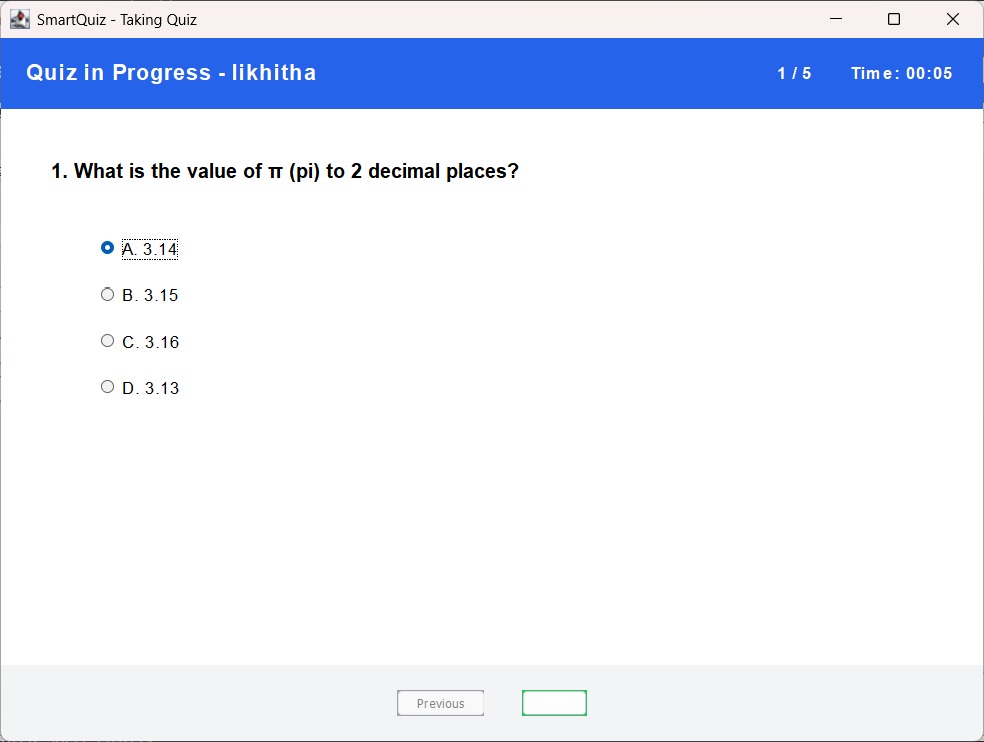 SmartQuiz - Taking Quiz
Quiz in Progress - likhitha
1 / 5
Time: 00:05
1. What is the value of π (pi) to 2 decimal places?
A. 3.14
B. 3.15
C. 3.16
D. 3.13
Previous